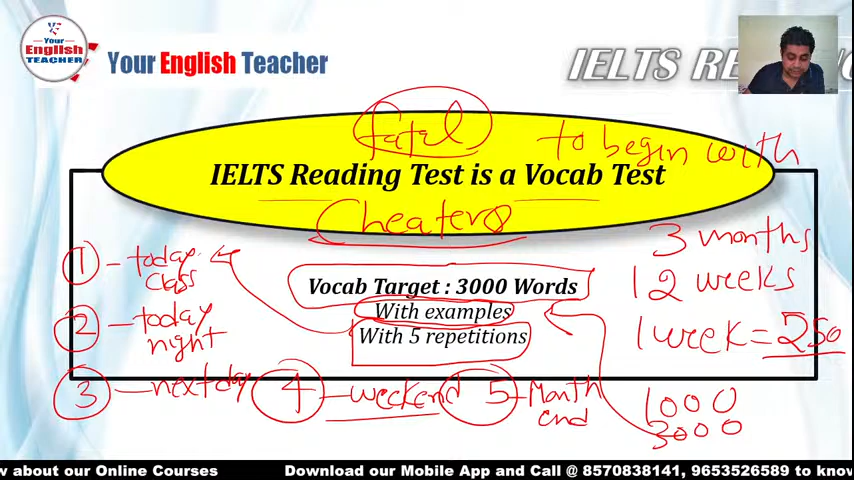 Your
English
TEACHER
Your English Teacher
IELTS RE
fatal
to begin with
IELTS Reading Test is a Vocab Test
Cheaters
3 months
12 weeks
1 week = 250
1000
3000
Vocab Target : 3000 Words
With examples
With 5 repetitions
1 - today class
2 - today night
3 - next day
4 - weekend
5 - Month end
w about our Online Courses
Download our Mobile App and Call @ 8570838141, 9653526589 to know